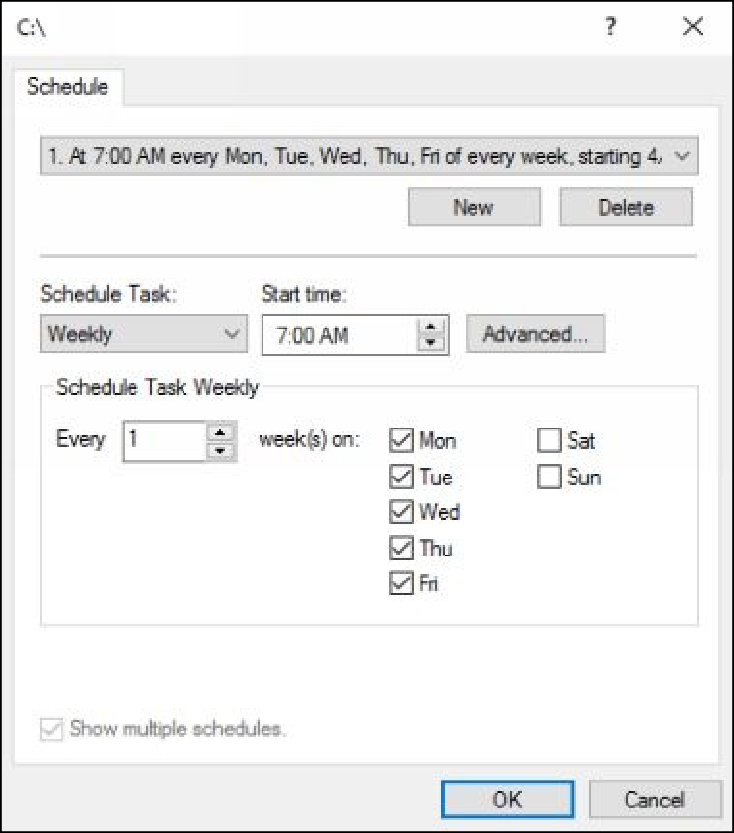 C:\
?
Schedule
1. At 7:00 AM every Mon, Tue, Wed, Thu, Fri of every week, starting 4/
New
Delete
Schedule Task:
Start time:
Weekly
7:00 AM
Advanced...
Schedule Task Weekly
Every 1 week(s) on:
Mon
Sat
Tue
Sun
Wed
Thu
Fri
Show multiple schedules.
OK
Cancel